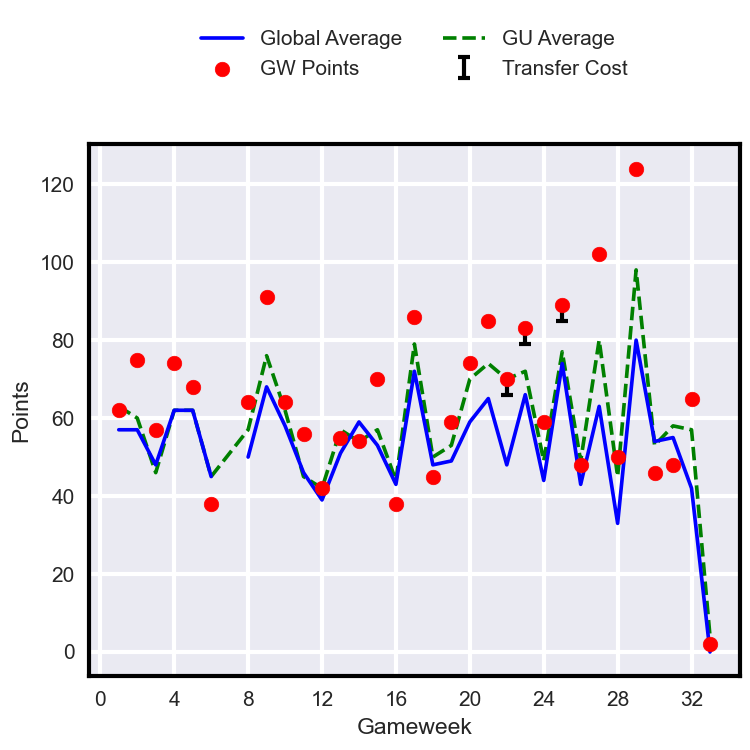 Global Average
GU Average
GW Points
Transfer Cost
Points
120
100
80
60
40
20
0
0 4 8 12 16 20 24 28 32
Gameweek